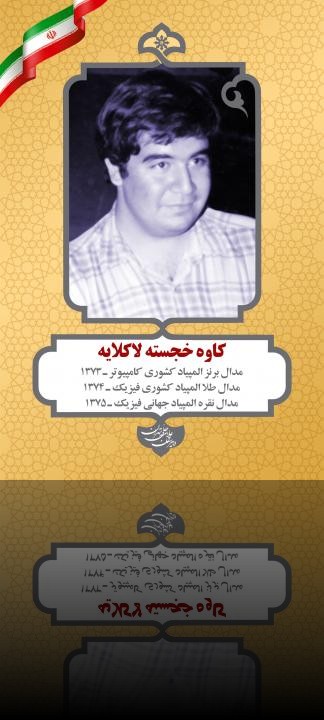 کاوه خجسته لاکلایه
مدال برنز المپیاد کشوری کامپیوتر ـ ۱۳۷۳
مدال طلا المپیاد کشوری فیزیک ـ ۱۳۷۴
مدال نقره المپیاد جهانی فیزیک ـ ۱۳۷۵